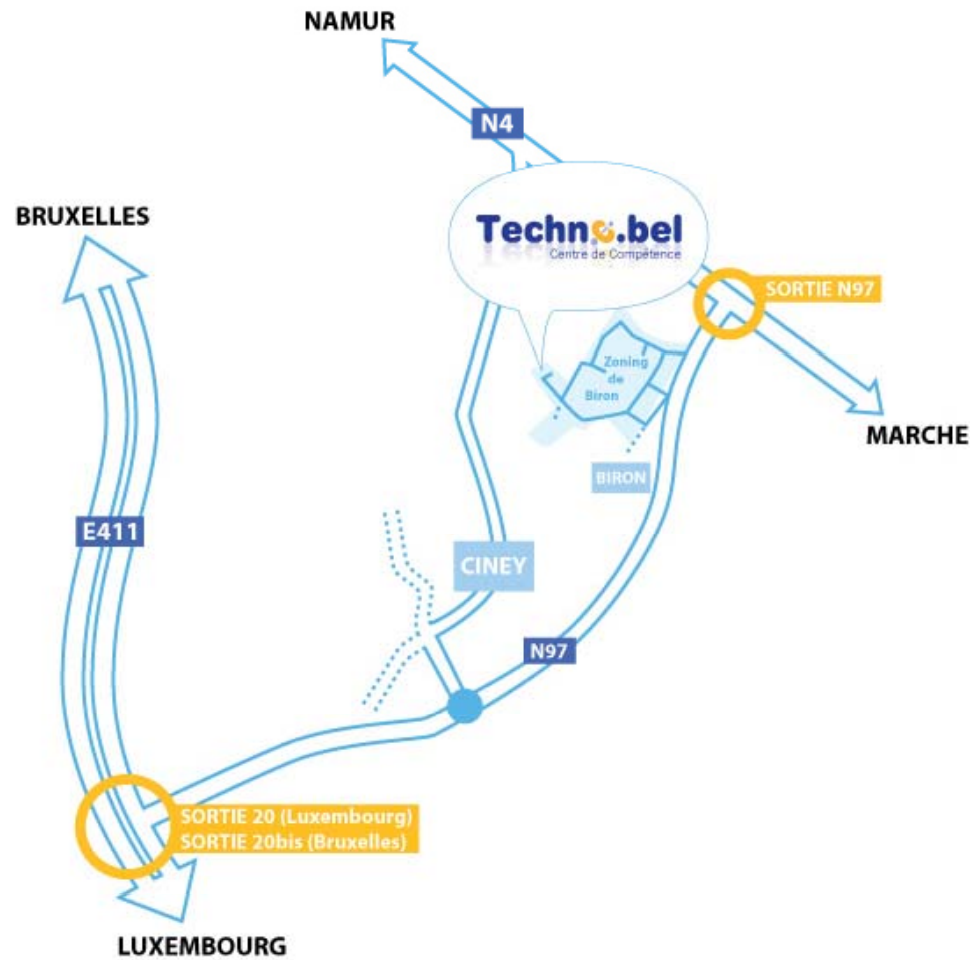 NAMUR
N4
BRUXELLES
Techno.bel
Centre de Compétence
SORTIE N97
Zoning
de
Biron
MARCHE
BIRON
E411
CINEY
N97
SORTIE 20 (Luxembourg)
SORTIE 20bis (Bruxelles)
LUXEMBOURG